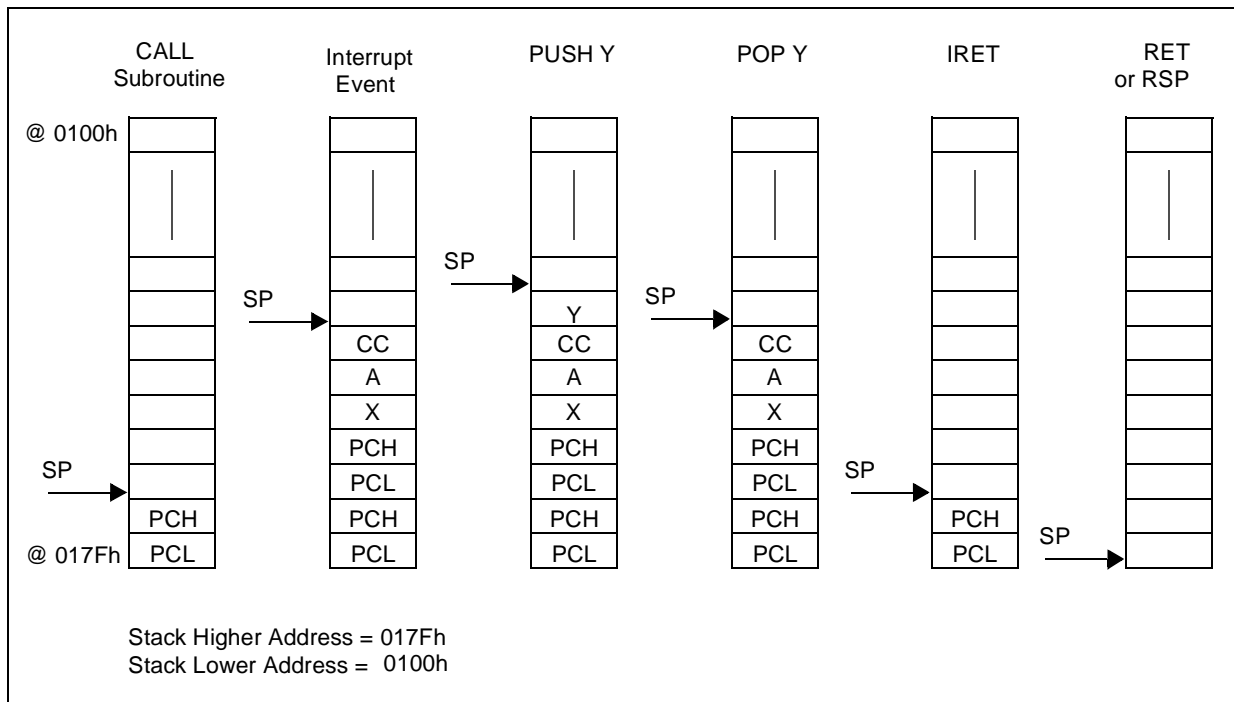 CALL
Subroutine
Interrupt
Event
PUSH Y
POP Y
IRET
RET
or RSP
@ 0100h
SP
SP
SP
Y
CC
CC
CC
A
A
A
X
X
X
PCH
PCH
PCH
SP
SP
PCL
PCL
PCL
PCH
PCH
PCH
PCH
PCH
SP
@ 017Fh
PCL
PCL
PCL
PCL
PCL
Stack Higher Address = 017Fh
Stack Lower Address = 0100h